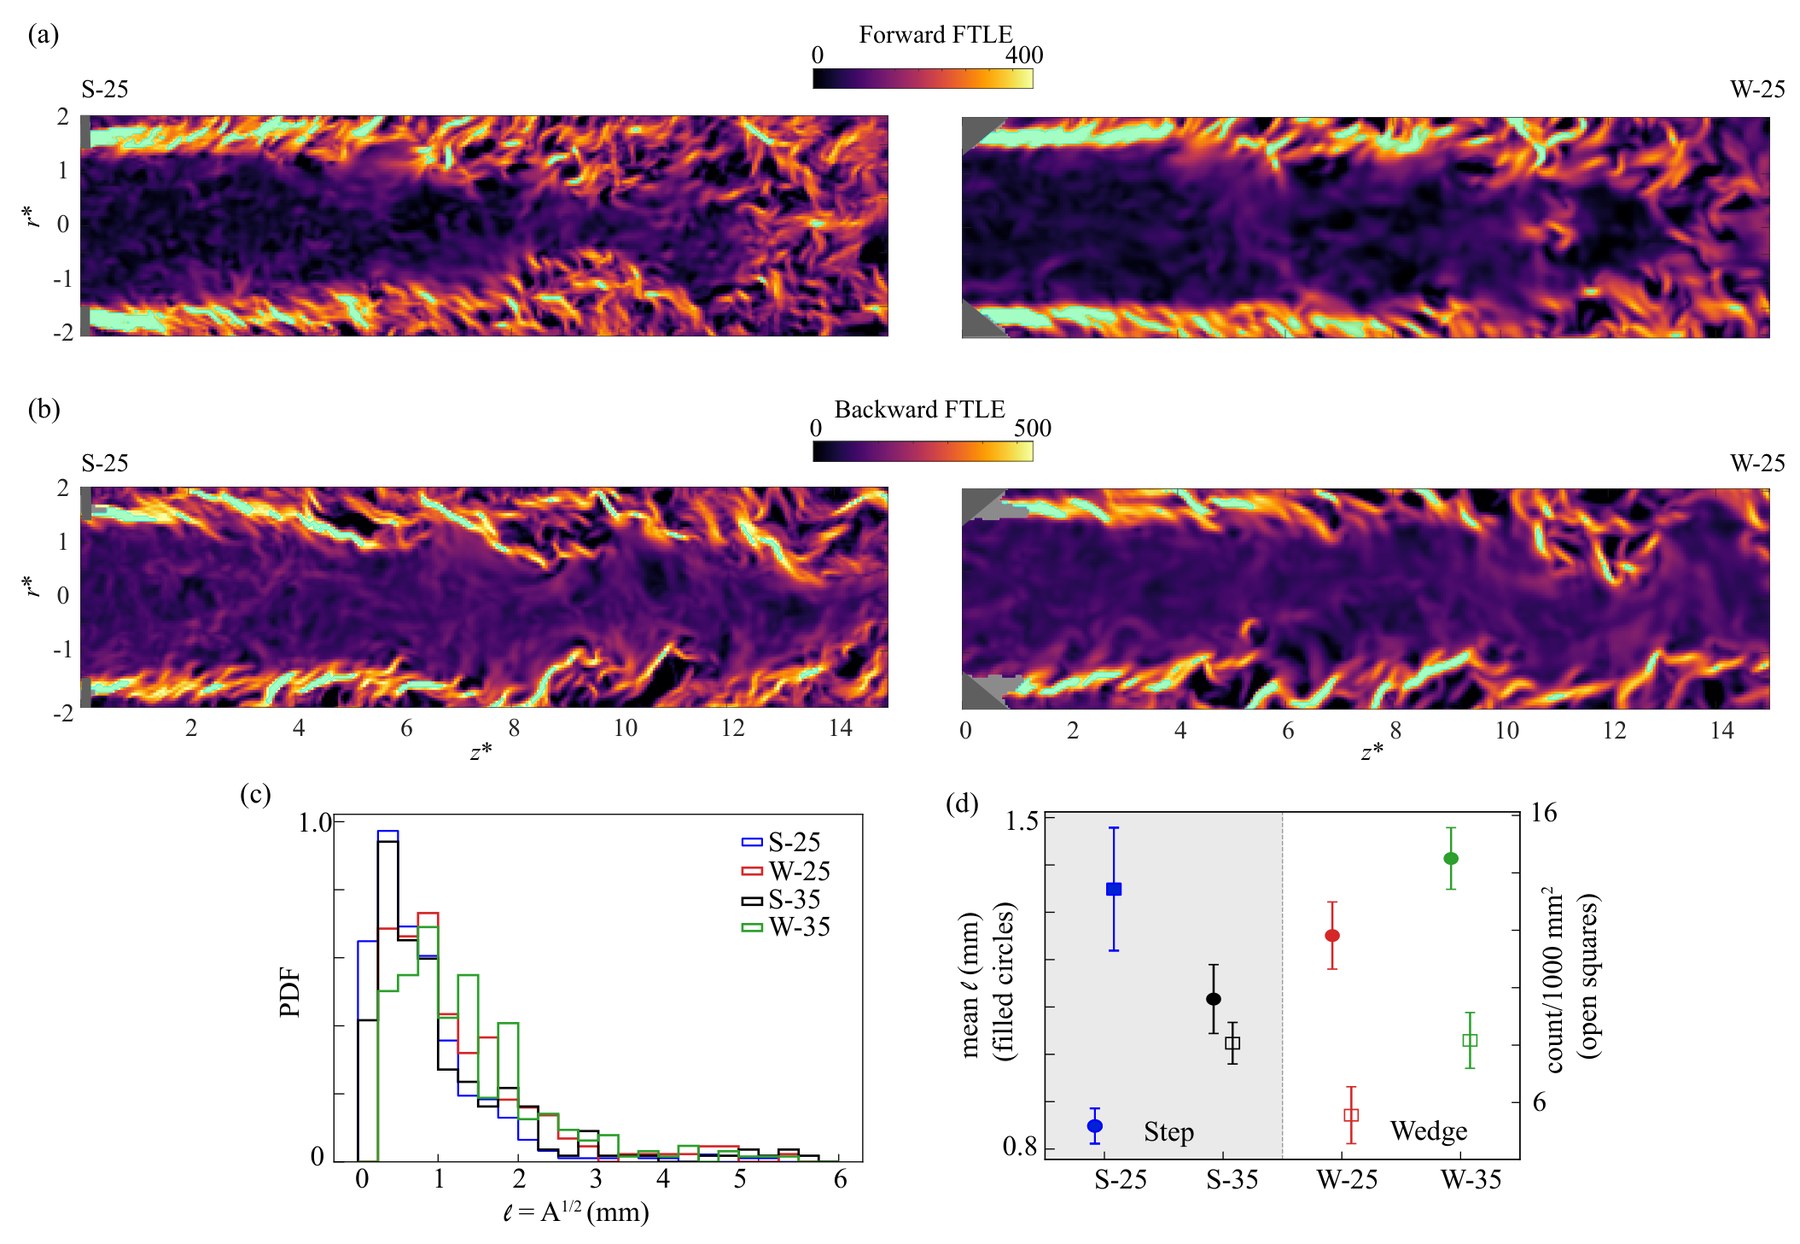 (a)
Forward FTLE
0 400
S-25 W-25
2
1
0
-1
-2
r*
(b)
Backward FTLE
0 500
S-25 W-25
2
1
0
-1
-2
r*
2 4 6 8 10 12 14
z*
0 2 4 6 8 10 12 14
z*
(c)
1.0
0
PDF
S-25
W-25
S-35
W-35
0 1 2 3 4 5 6
ℓ = A1/2 (mm)
(d)
1.5
0.8
mean ℓ (mm)
(filled circles)
16
6
count/1000 mm2
(open squares)
Step Wedge
S-25 S-35 W-25 W-35